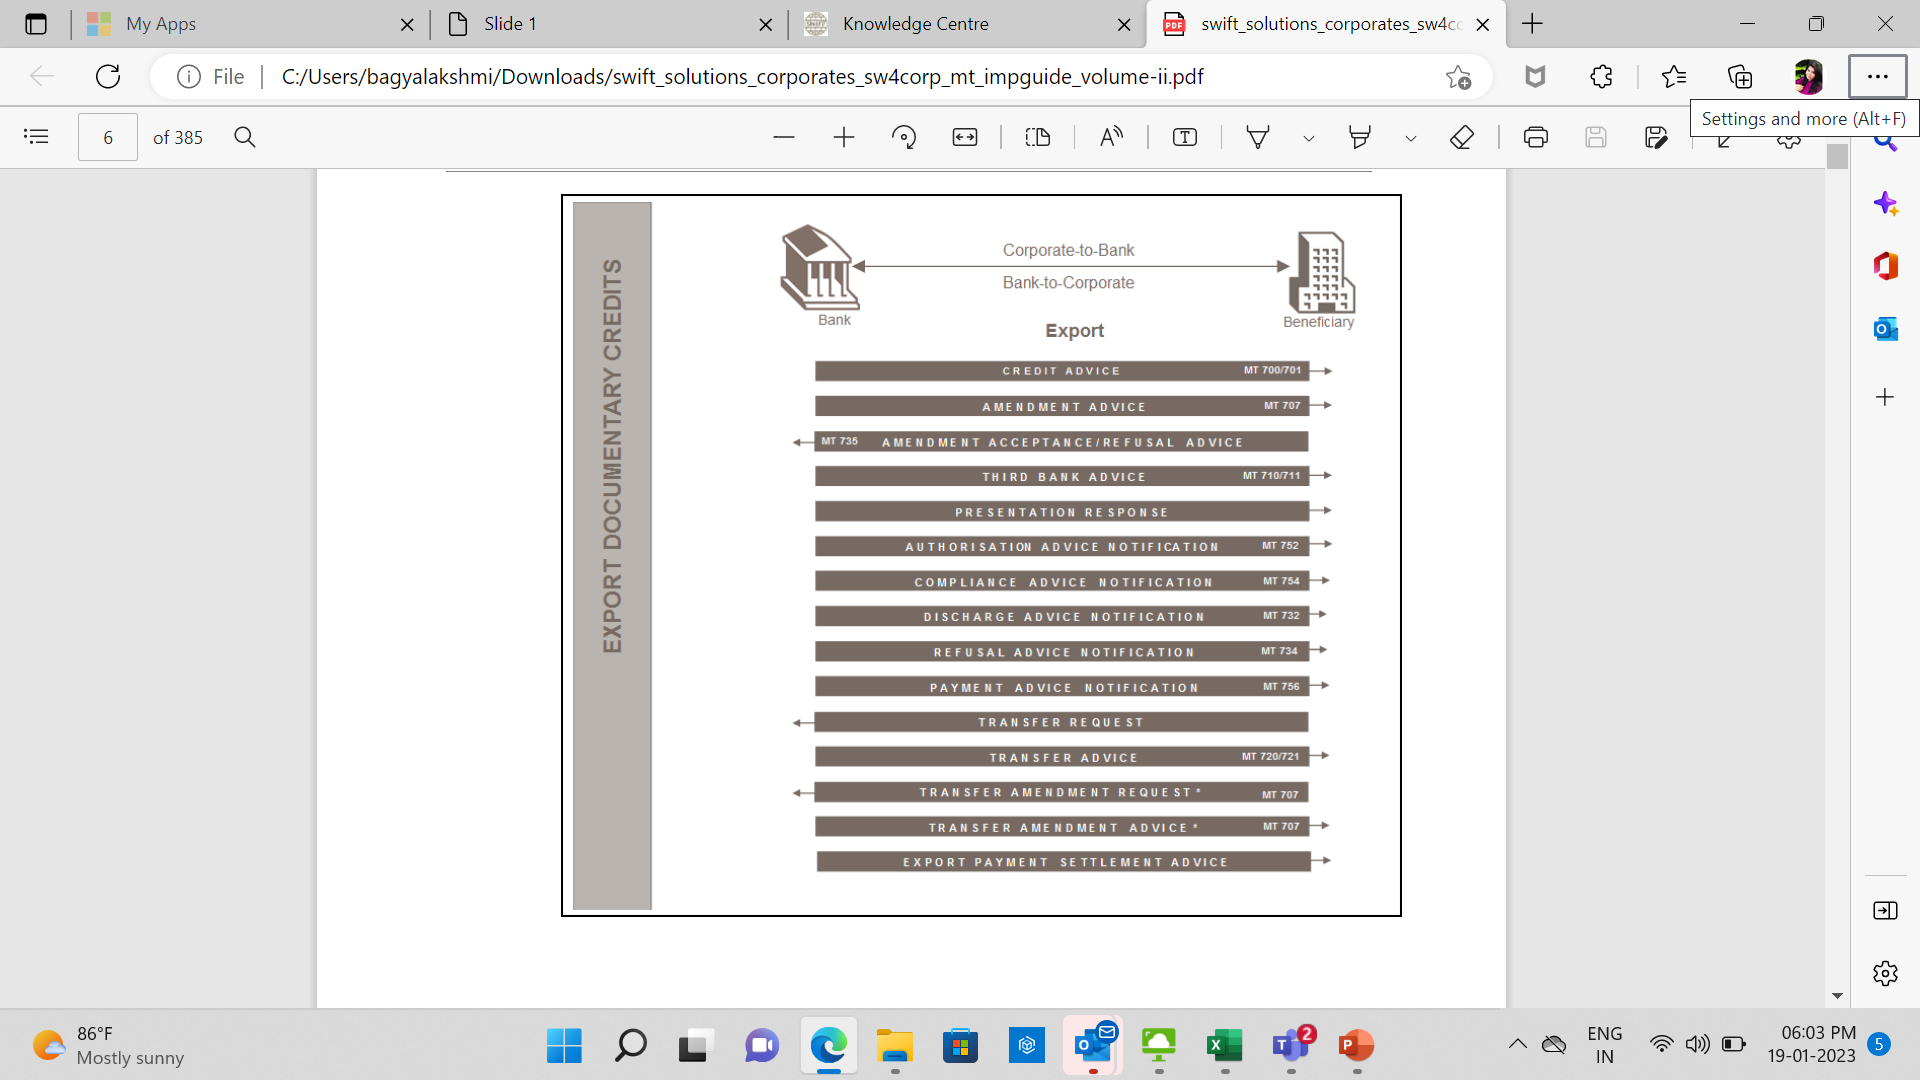 My Apps
Slide 1
Knowledge Centre
swift_solutions_corporates_sw4cc
File
C:/Users/bagyalakshmi/Downloads/swift_solutions_corporates_sw4corp_mt_impguide_volume-ii.pdf
Settings and more (Alt+F)
6
of 385
EXPORT DOCUMENTARY CREDITS
Corporate-to-Bank
Bank-to-Corporate
Bank
Beneficiary
Export
CREDIT ADVICE MT 700/701
AMENDMENT ADVICE MT 707
MT 735 AMENDMENT ACCEPTANCE/REFUSAL ADVICE
THIRD BANK ADVICE MT 710/711
PRESENTATION RESPONSE
AUTHORISATION ADVICE NOTIFICATION MT 752
COMPLIANCE ADVICE NOTIFICATION MT 754
DISCHARGE ADVICE NOTIFICATION MT 732
REFUSAL ADVICE NOTIFICATION MT 734
PAYMENT ADVICE NOTIFICATION MT 756
TRANSFER REQUEST
TRANSFER ADVICE MT 720/721
TRANSFER AMENDMENT REQUEST* MT 707
TRANSFER AMENDMENT ADVICE* MT 707
EXPORT PAYMENT SETTLEMENT ADVICE
86°F
Mostly sunny
2
ENG
IN
06:03 PM
19-01-2023
5